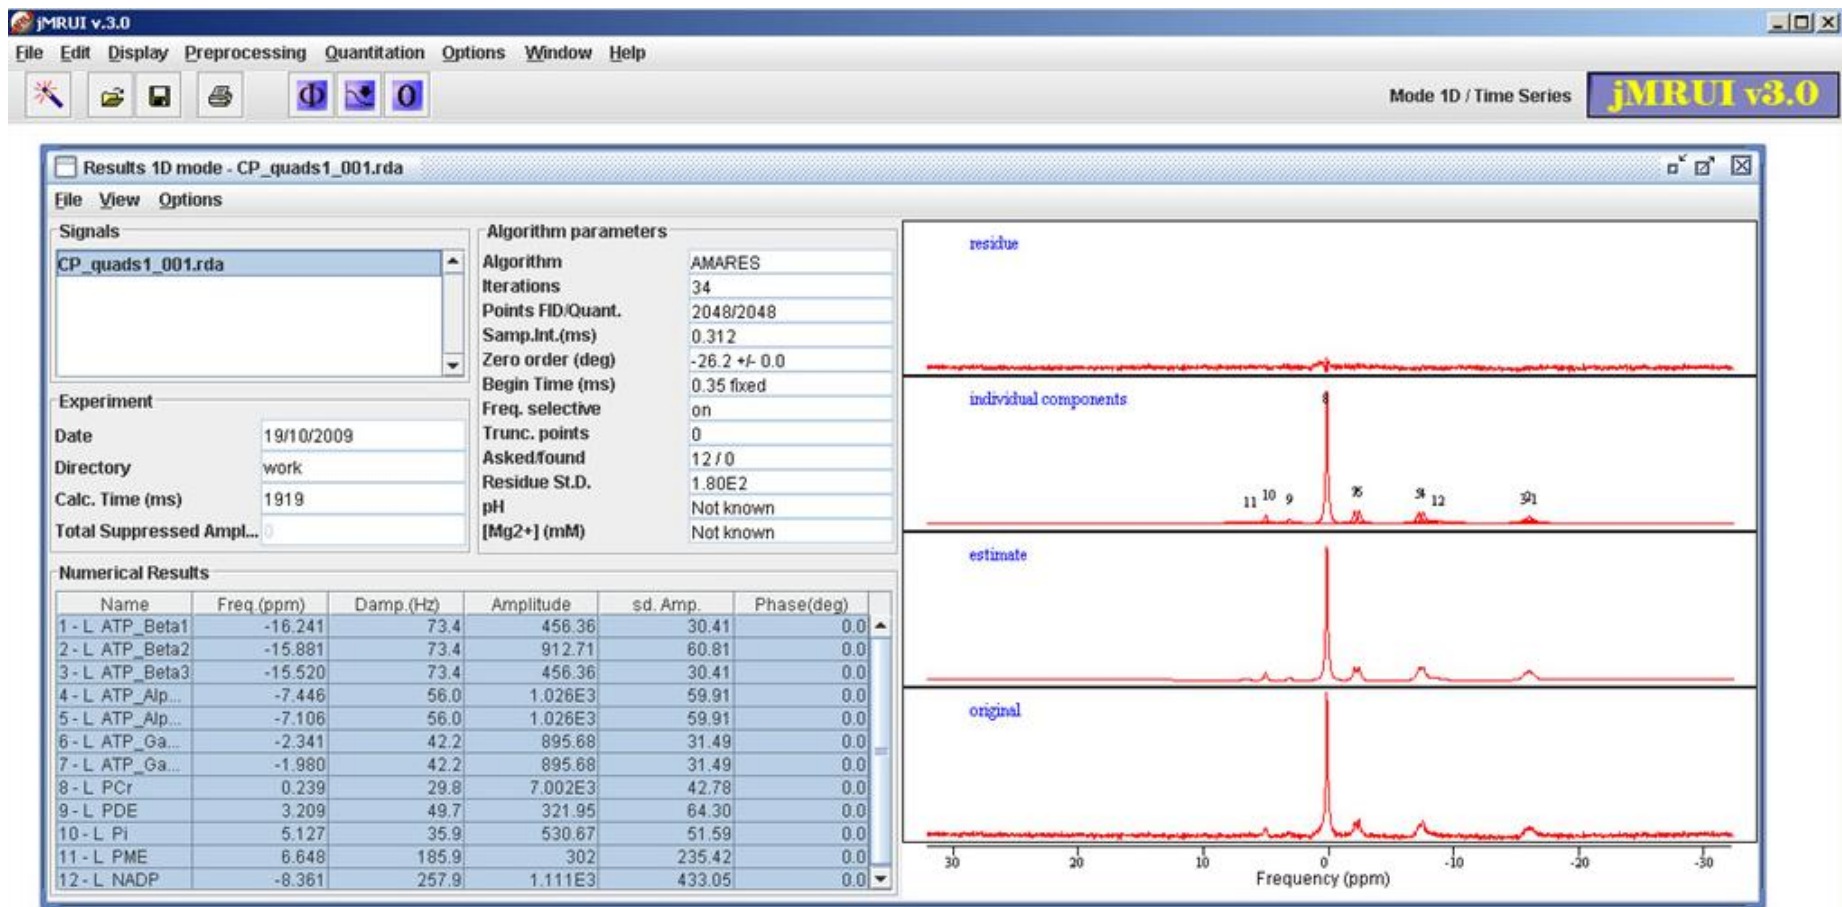 jMRUI v.3.0
File Edit Display Preprocessing Quantitation Options Window Help
Φ 0 Mode 1D / Time Series jMRUI v3.0
Results 1D mode - CP_quads1_001.rda
File View Options
Signals
CP_quads1_001.rda
Experiment
Date 19/10/2009
Directory work
Calc. Time (ms) 1919
Total Suppressed Ampl... 0
Algorithm parameters
Algorithm AMARES
Iterations 34
Points FID/Quant. 2048/2048
Samp.Int.(ms) 0.312
Zero order (deg) -26.2 +/- 0.0
Begin Time (ms) 0.35 fixed
Freq. selective on
Trunc. points 0
Asked/found 12 / 0
Residue St.D. 1.80E2
pH Not known
[Mg2+] (mM) Not known
Numerical Results
Name Freq.(ppm) Damp.(Hz) Amplitude sd. Amp. Phase(deg)
1 - L ATP_Beta1 -16.241 73.4 456.36 30.41 0.0
2 - L ATP_Beta2 -15.881 73.4 912.71 60.81 0.0
3 - L ATP_Beta3 -15.520 73.4 456.36 30.41 0.0
4 - L ATP_Alp... -7.446 56.0 1.026E3 59.91 0.0
5 - L ATP_Alp... -7.106 56.0 1.026E3 59.91 0.0
6 - L ATP_Ga... -2.341 42.2 895.68 31.49 0.0
7 - L ATP_Ga... -1.980 42.2 895.68 31.49 0.0
8 - L PCr 0.239 29.8 7.002E3 42.78 0.0
9 - L PDE 3.209 49.7 321.95 64.30 0.0
10 - L Pi 5.127 35.9 530.67 51.59 0.0
11 - L PME 6.648 185.9 302 235.42 0.0
12 - L NADP -8.361 257.9 1.111E3 433.05 0.0
residue
individual components
8
11 10 9 12
estimate
original
30 20 10 0 -10 -20 -30
Frequency (ppm)